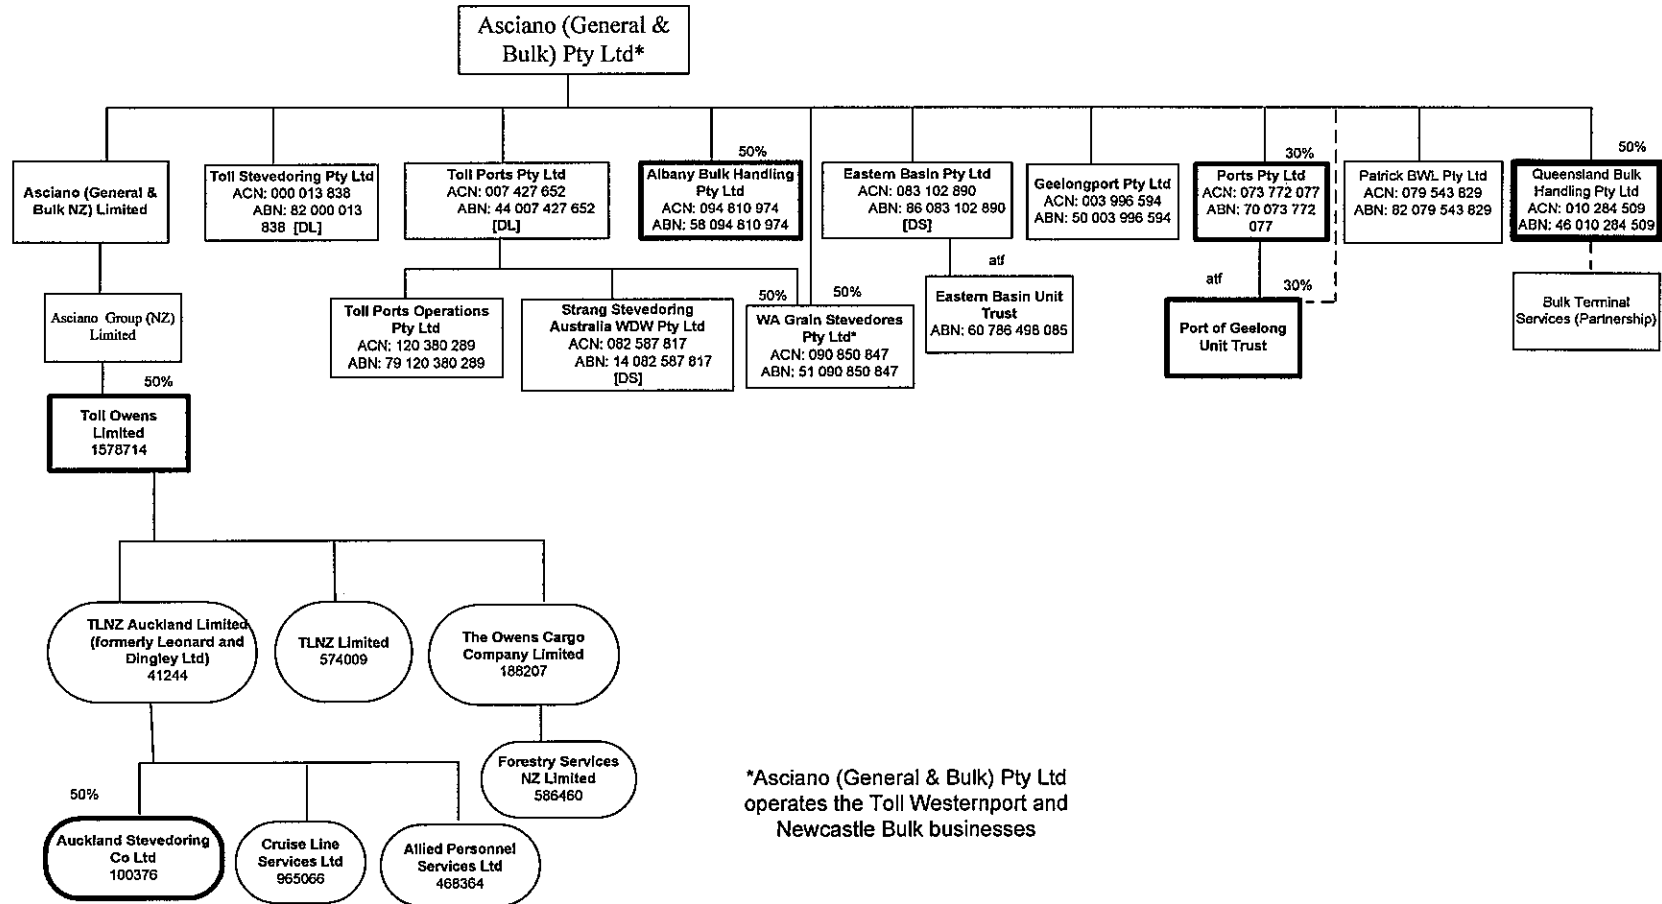 Asciano (General &
Bulk) Pty Ltd*
Asciano (General &
Bulk NZ) Limited
Toll Stevedoring Pty Ltd
ACN: 000 013 838
ABN: 82 000 013
838 [DL]
Toll Ports Pty Ltd
ACN: 007 427 652
ABN: 44 007 427 652
[DL]
50%
Albany Bulk Handling
Pty Ltd
ACN: 094 810 974
ABN: 58 094 810 974
Eastern Basin Pty Ltd
ACN: 083 102 890
ABN: 86 083 102 890
[DS]
Geelongport Pty Ltd
ACN: 003 996 594
ABN: 50 003 996 594
30%
Ports Pty Ltd
ACN: 073 772 077
ABN: 70 073 772
077
Patrick BWL Pty Ltd
ACN: 079 543 829
ABN: 82 079 543 829
50%
Queensland Bulk
Handling Pty Ltd
ACN: 010 284 509
ABN: 46 010 284 509
Asciano Group (NZ)
Limited
Toll Ports Operations
Pty Ltd
ACN: 120 380 289
ABN: 79 120 380 289
Strang Stevedoring
Australia WDW Pty Ltd
ACN: 082 587 817
ABN: 14 082 587 817
[DS]
50%
50%
WA Grain Stevedores
Pty Ltd*
ACN: 090 850 847
ABN: 51 090 850 847
atf
Eastern Basin Unit
Trust
ABN: 60 786 498 085
atf
30%
Port of Geelong
Unit Trust
Bulk Terminal
Services (Partnership)
50%
Toll Owens
Limited
1578714
TLNZ Auckland Limited
(formerly Leonard and
Dingley Ltd)
41244
TLNZ Limited
574009
The Owens Cargo
Company Limited
188207
Forestry Services
NZ Limited
586460
50%
Auckland Stevedoring
Co Ltd
100376
Cruise Line
Services Ltd
965066
Allied Personnel
Services Ltd
468364
*Asciano (General & Bulk) Pty Ltd
operates the Toll Westernport and
Newcastle Bulk businesses